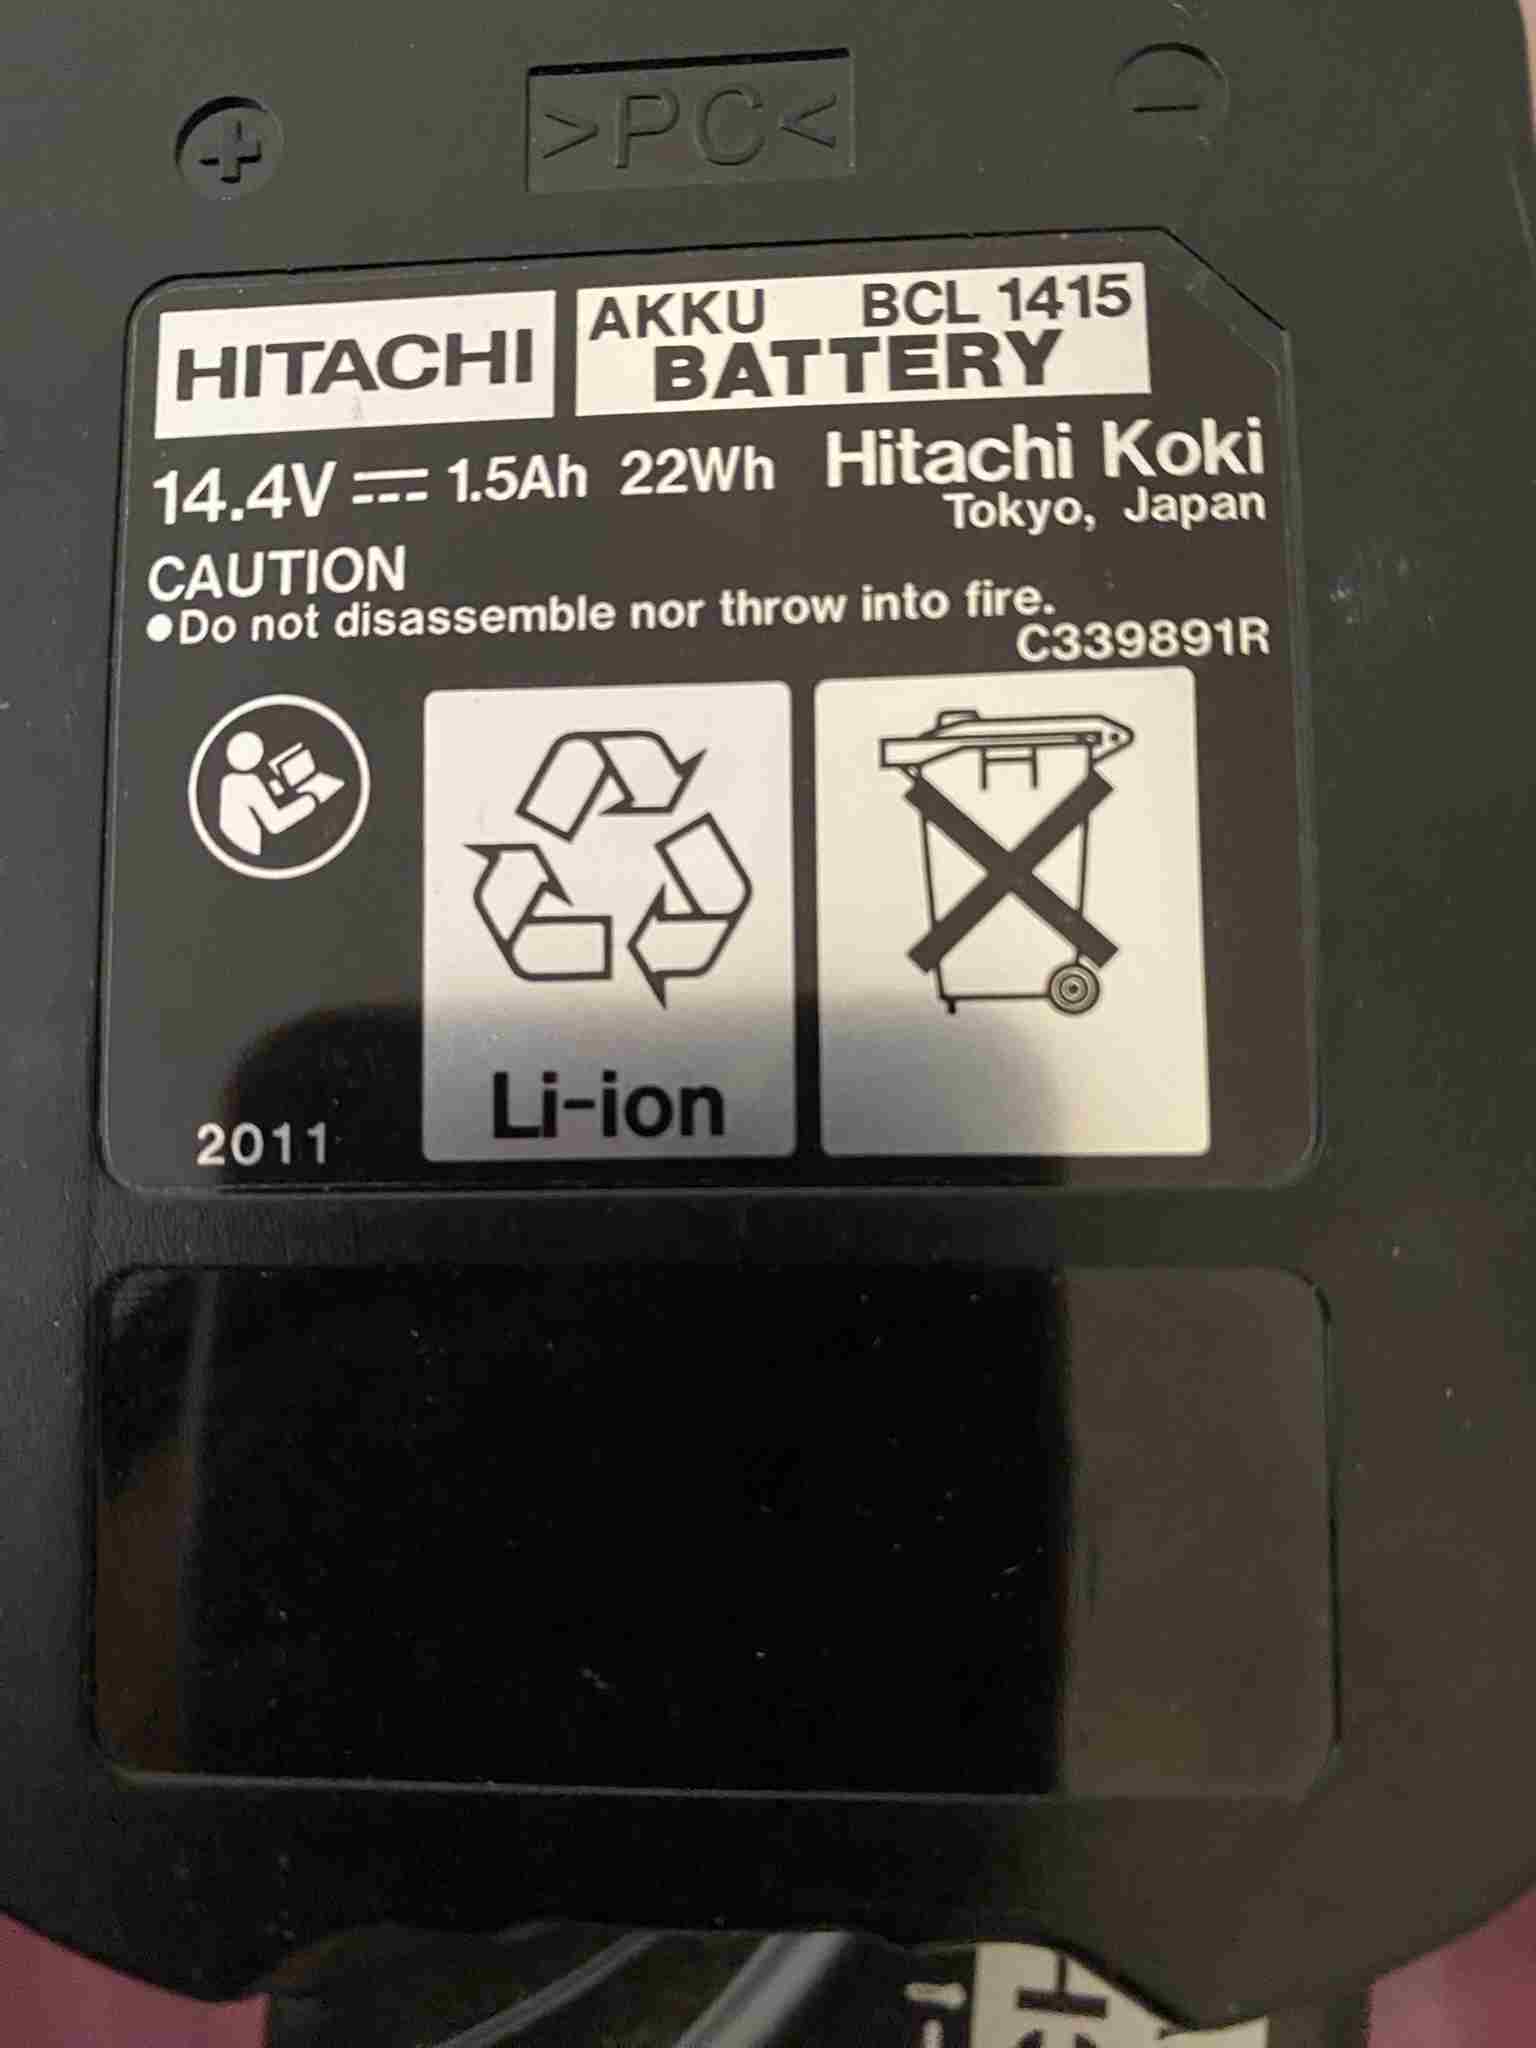 + >PC< −
HITACHI
AKKU BCL 1415
BATTERY
14.4V 1.5Ah 22Wh Hitachi Koki
Tokyo, Japan
CAUTION
●Do not disassemble nor throw into fire.
C339891R
Li-ion
2011